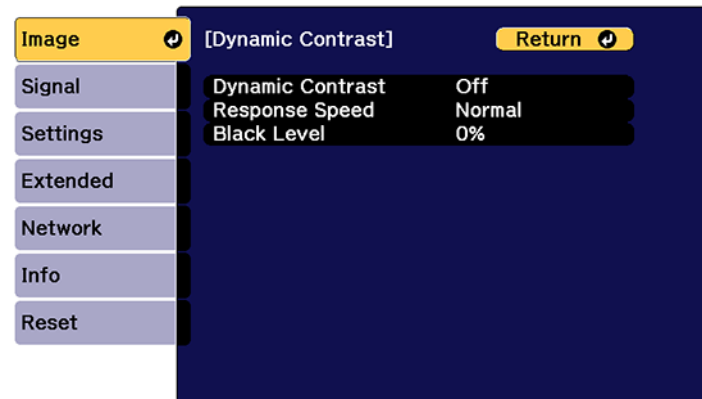 Image
Signal
Settings
Extended
Network
Info
Reset
[Dynamic Contrast] Return
Dynamic Contrast Off
Response Speed Normal
Black Level 0%